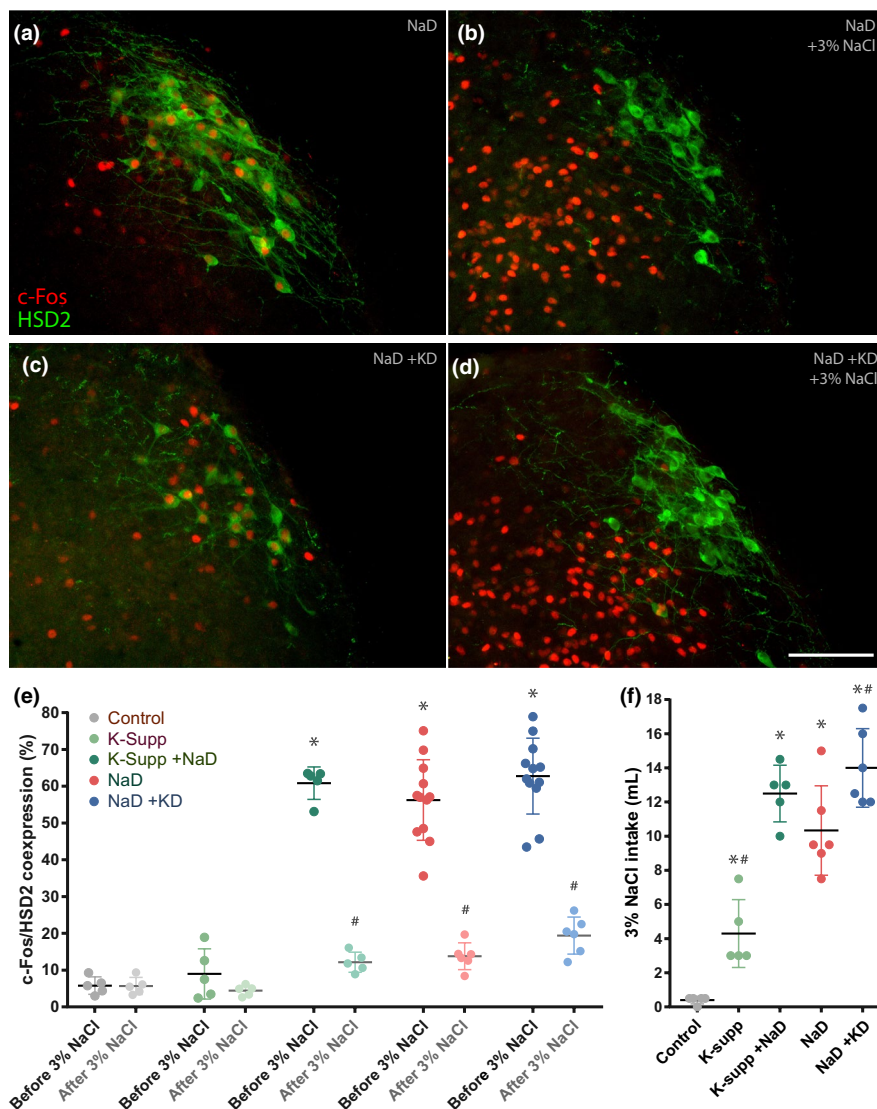 (a)
NaD
c-Fos
HSD2
(b)
NaD
+3% NaCl
(c)
NaD +KD
(d)
NaD +KD
+3% NaCl
(e)
c-Fos/HSD2 coexpression (%)
80
70
60
50
40
30
20
10
0
Control
K-Supp
K-Supp +NaD
NaD
NaD +KD
*
*
*
#
#
#
Before 3% NaCl
After 3% NaCl
Before 3% NaCl
After 3% NaCl
Before 3% NaCl
After 3% NaCl
Before 3% NaCl
After 3% NaCl
Before 3% NaCl
After 3% NaCl
(f)
3% NaCl intake (mL)
18
16
14
12
10
8
6
4
2
0
*#
*
*
*#
Control
K-supp
K-supp +NaD
NaD
NaD +KD